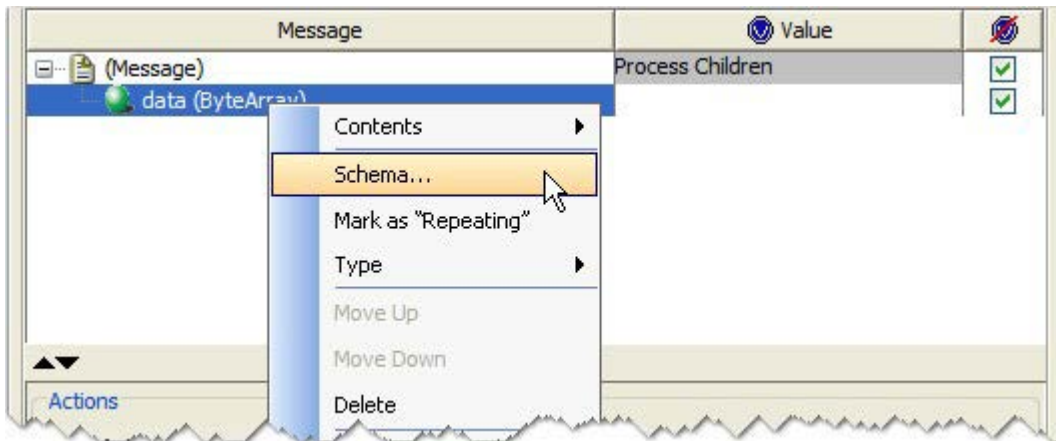 Message Value
(Message) Process Children
data (ByteArray)
Contents
Schema...
Mark as "Repeating"
Type
Move Up
Move Down
Actions
Delete